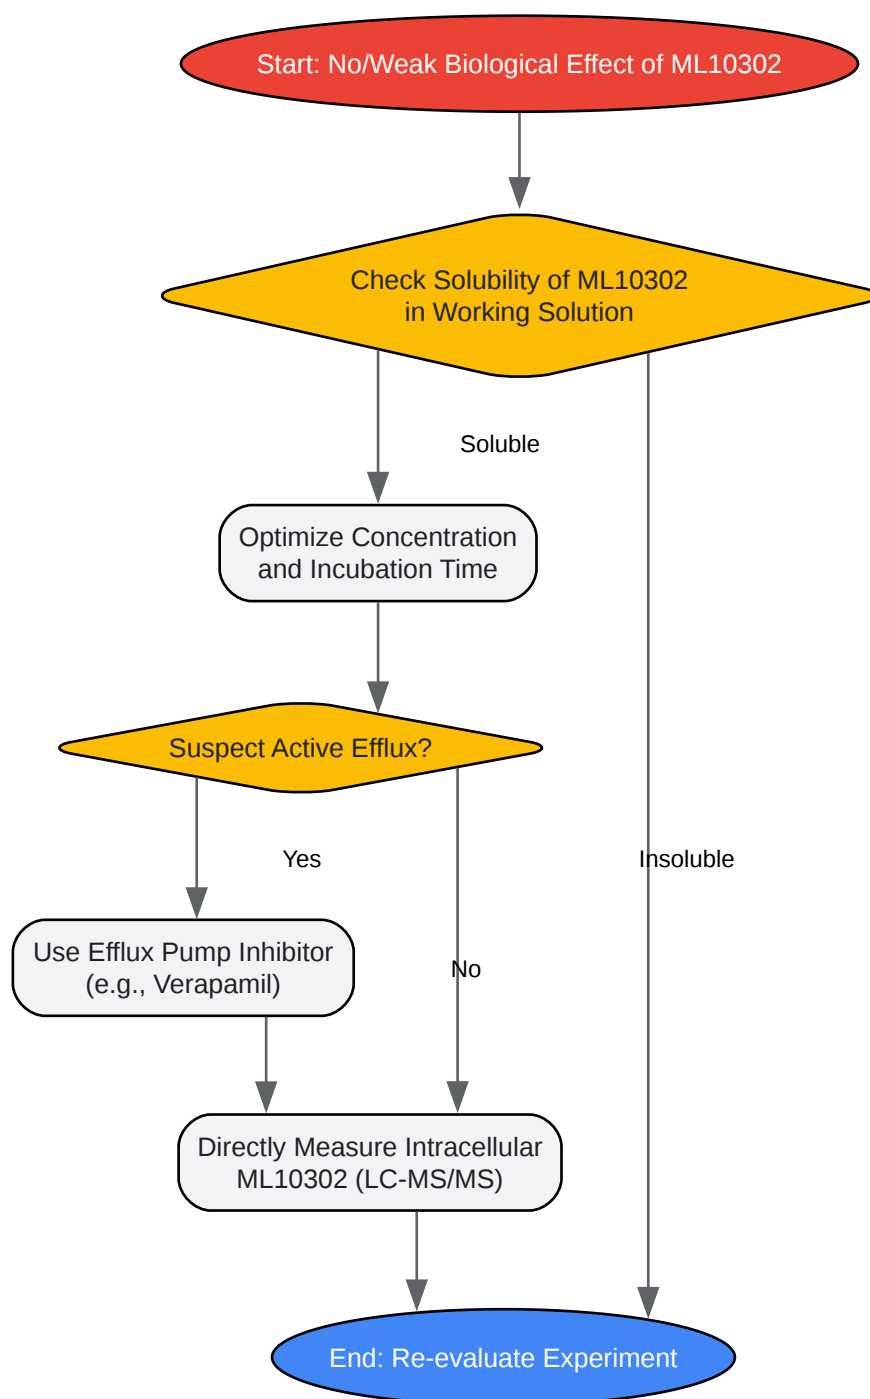 Start: No/Weak Biological Effect of ML10302
Check Solubility of ML10302
in Working Solution
Soluble
Optimize Concentration
and Incubation Time
Suspect Active Efflux?
Yes
Insoluble
Use Efflux Pump Inhibitor
(e.g., Verapamil)
No
Directly Measure Intracellular
ML10302 (LC-MS/MS)
End: Re-evaluate Experiment